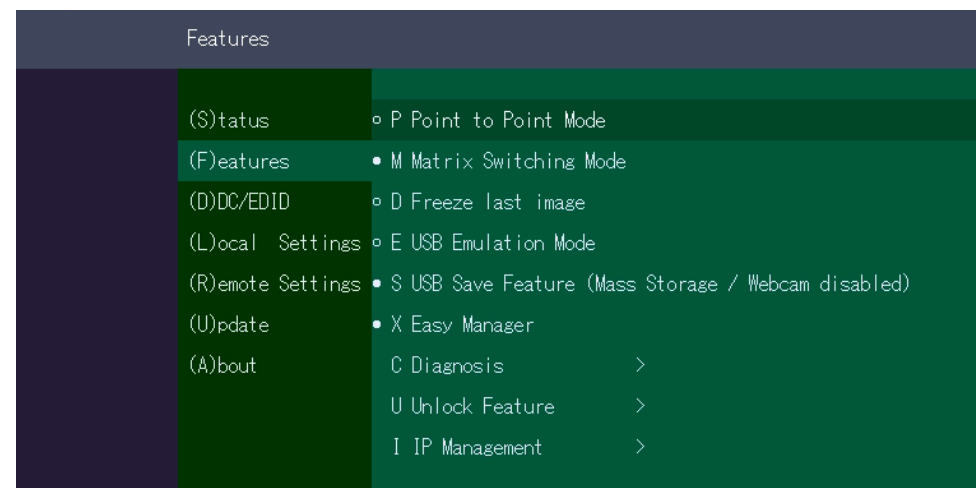 Features
(S)tatus
(F)eatures
(D)DC/EDID
(L)ocal Settings
(R)emote Settings
(U)pdate
(A)bout
P Point to Point Mode
M Matrix Switching Mode
D Freeze last image
E USB Emulation Mode
S USB Save Feature (Mass Storage / Webcam disabled)
X Easy Manager
C Diagnosis >
U Unlock Feature >
I IP Management >